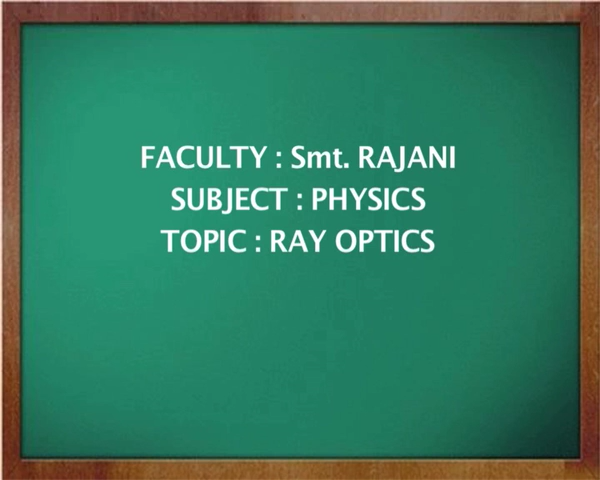 FACULTY : Smt. RAJANI
SUBJECT : PHYSICS
TOPIC : RAY OPTICS